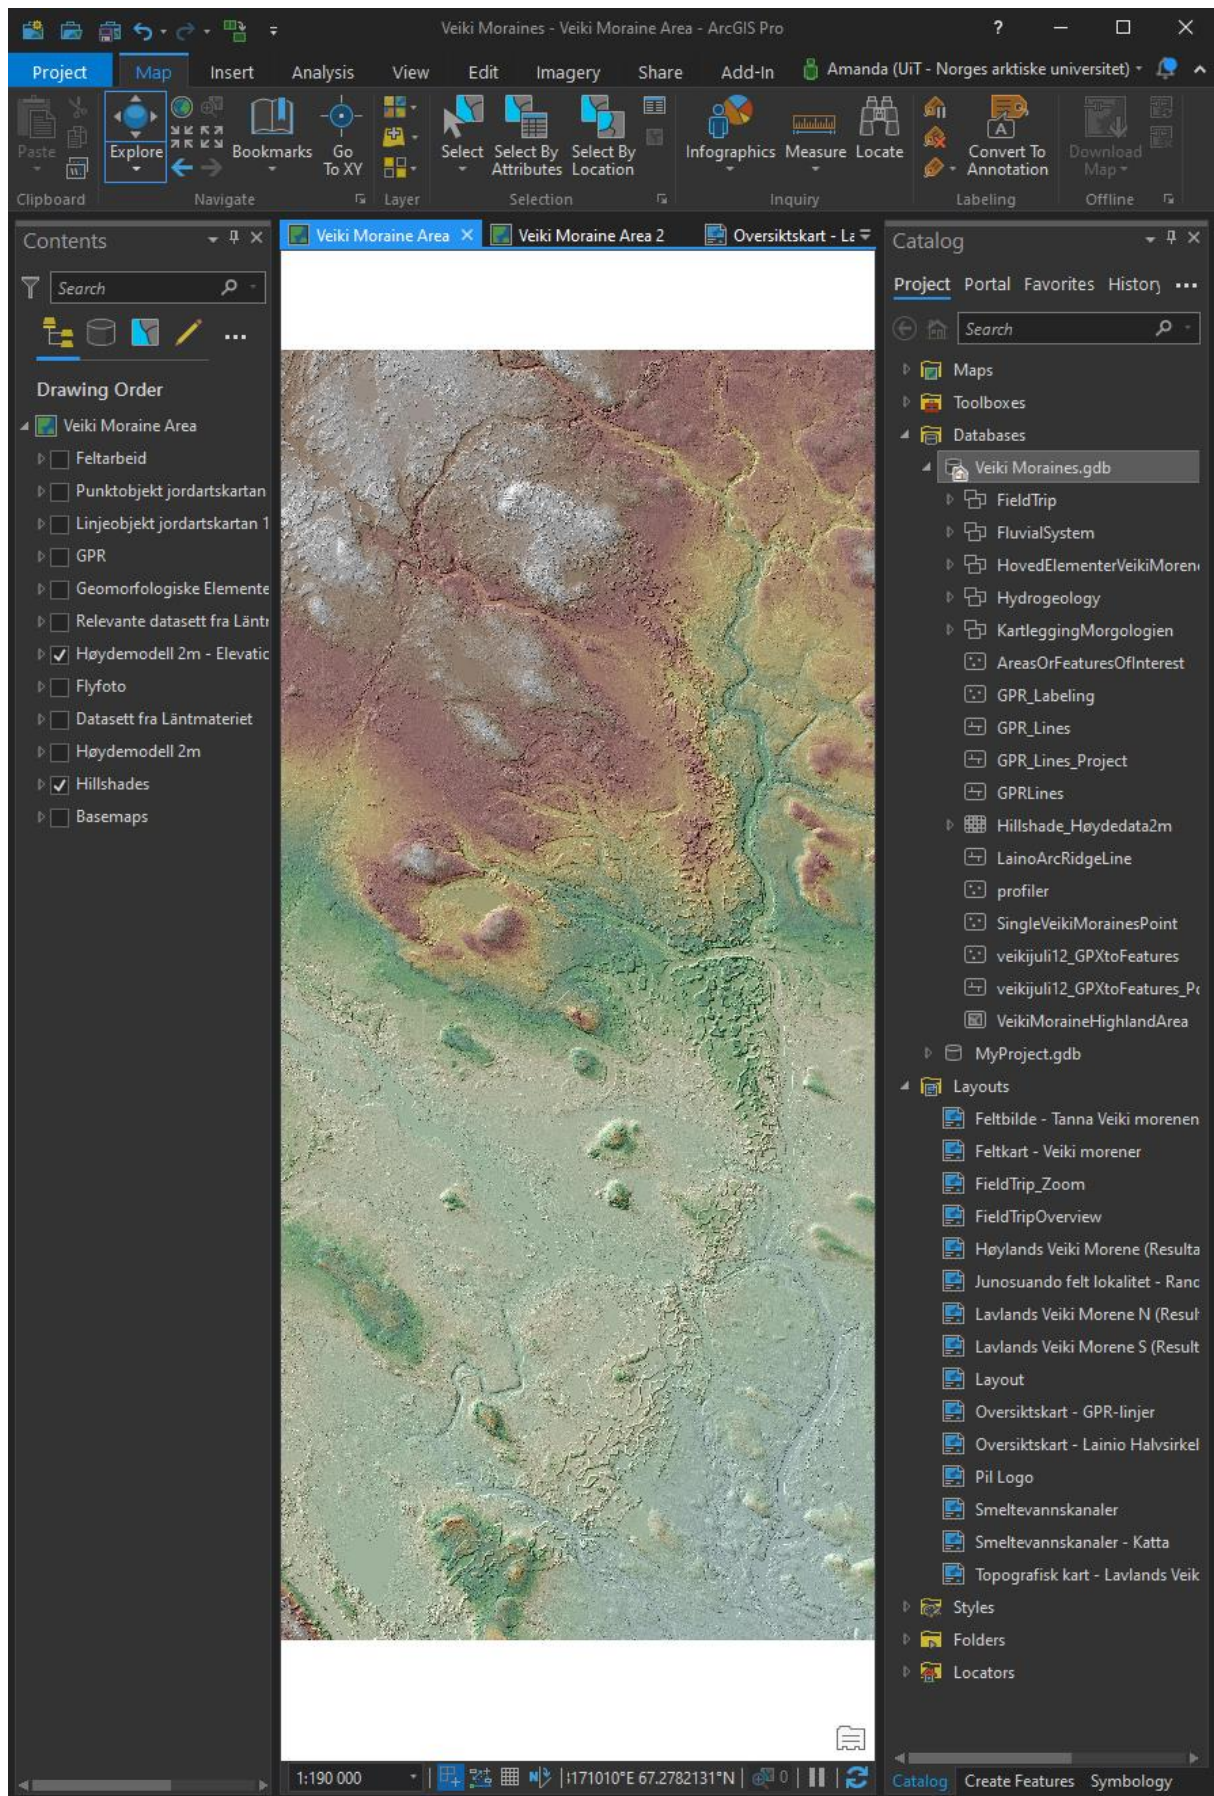 Veiki Moraines - Veiki Moraine Area - ArcGIS Pro
?
Project Map Insert Analysis View Edit Imagery Share Add-In Amanda (UiT - Norges arktiske universitet)
Paste Explore Bookmarks Go To XY Select Select By Attributes Select By Location Infographics Measure Locate Convert To Annotation Download Map
Clipboard Navigate Layer Selection Inquiry Labeling Offline
Contents
Search
Drawing Order
Veiki Moraine Area
Feltarbeid
Punktobjekt jordartskartan
Linjeobjekt jordartskartan 1
GPR
Geomorfologiske Elemente
Relevante datasett fra Länt
Høydemodell 2m - Elevatio
Flyfoto
Datasett fra Läntmateriet
Høydemodell 2m
Hillshades
Basemaps
Veiki Moraine Area Veiki Moraine Area 2 Oversiktskart - La
1:190 000
171010°E 67.2782131°N
0
Catalog
Project Portal Favorites History
Search
Maps
Toolboxes
Databases
Veiki Moraines.gdb
FieldTrip
FluvialSystem
HovedElementerVeikiMoren
Hydrogeology
KartleggingMorgologien
AreasOrFeaturesOfInterest
GPR_Labeling
GPR_Lines
GPR_Lines_Project
GPRLines
Hillshade_Høydedata2m
LainoArcRidgeLine
profiler
SingleVeikiMorainesPoint
veikijuli12_GPXtoFeatures
veikijuli12_GPXtoFeatures_Po
VeikiMoraineHighlandArea
MyProject.gdb
Layouts
Feltbilde - Tanna Veiki morenen
Feltkart - Veiki morener
FieldTrip_Zoom
FieldTripOverview
Høylands Veiki Morene (Resulta
Junosuando felt lokalitet - Ranc
Lavlands Veiki Morene N (Resul
Lavlands Veiki Morene S (Result
Layout
Oversiktskart - GPR-linjer
Oversiktskart - Lainio Halvsirkel
Pil Logo
Smeltevannskanaler
Smeltevannskanaler - Katta
Topografisk kart - Lavlands Veik
Styles
Folders
Locators
Catalog Create Features Symbology